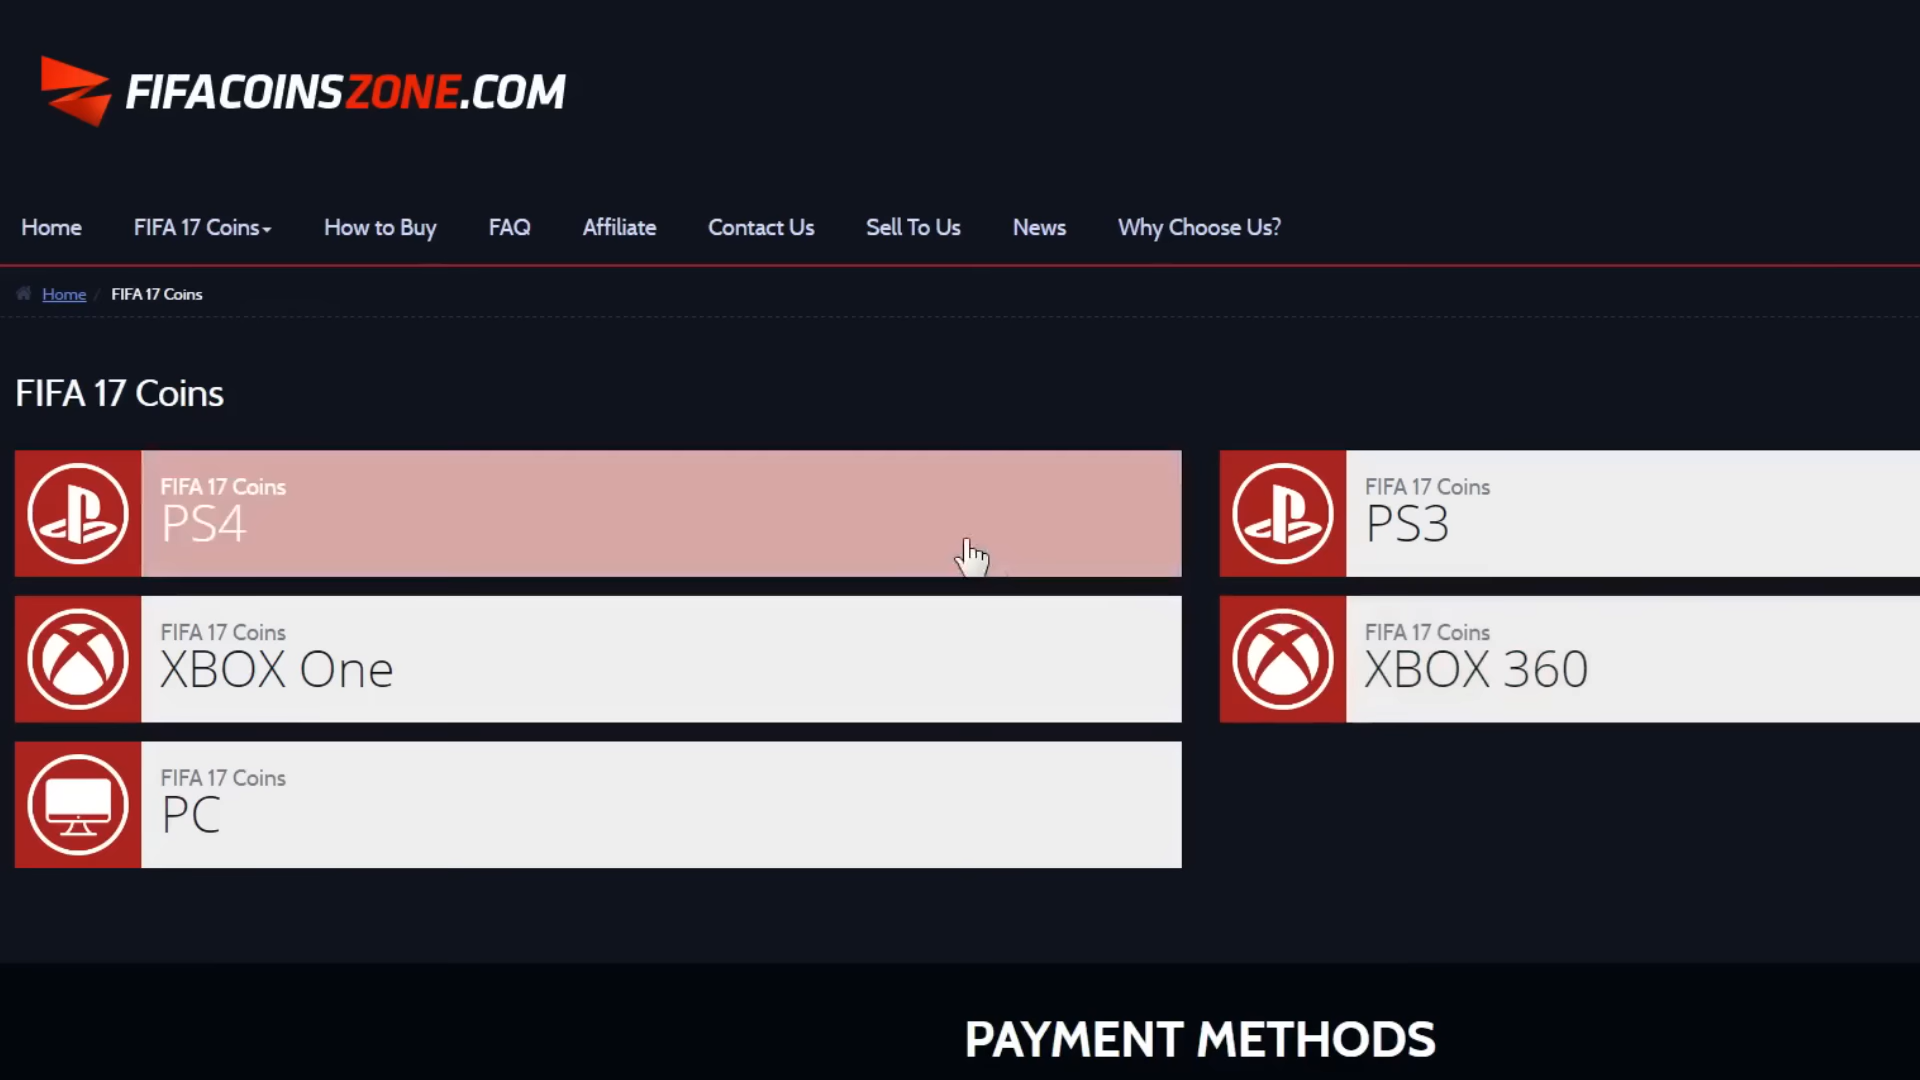 FIFACOINSZONE.COM
Home FIFA 17 Coins How to Buy FAQ Affiliate Contact Us Sell To Us News Why Choose Us?
Home / FIFA 17 Coins
FIFA 17 Coins
FIFA 17 Coins
PS4
FIFA 17 Coins
PS3
FIFA 17 Coins
XBOX One
FIFA 17 Coins
XBOX 360
FIFA 17 Coins
PC
PAYMENT METHODS